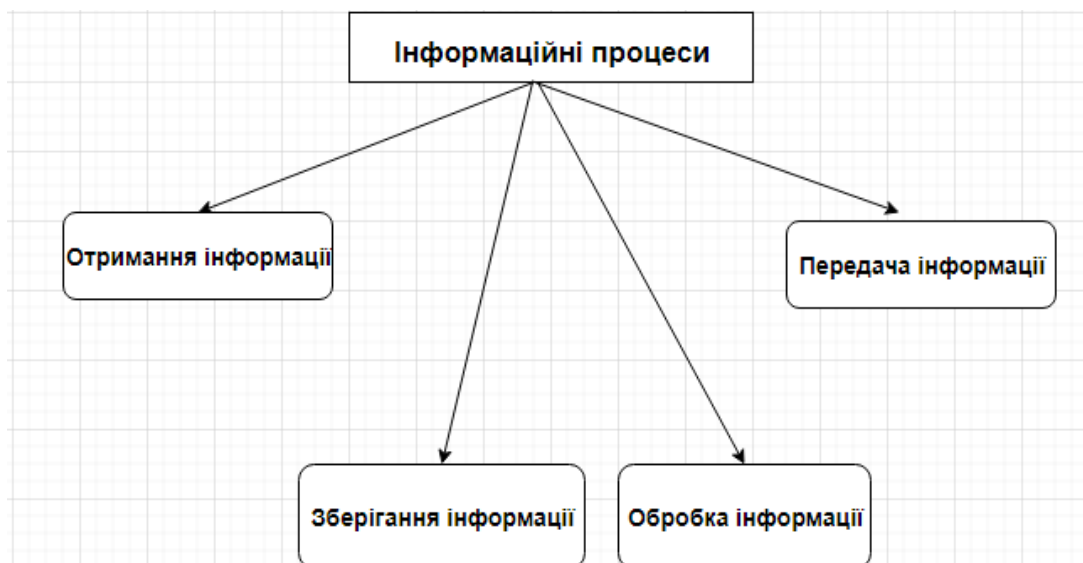 Інформаційні процеси
Отримання інформації
Передача інформації
Зберігання інформації
Обробка інформації